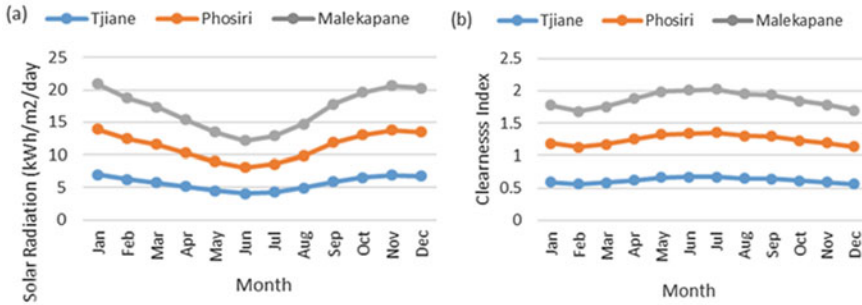 (a)
Tjiane Phosiri Malekapane
Solar Radiation (kWh/m2/day
25
20
15
10
5
0
Jan
Feb
Mar
Apr
May
Jun
Jul
Aug
Sep
Oct
Nov
Dec
Month
(b)
Tjiane Phosiri Malekapane
Clearnesss Index
2.5
2
1.5
1
0.5
0
Jan
Feb
Mar
Apr
May
Jun
Jul
Aug
Sep
Oct
Nov
Dec
Month